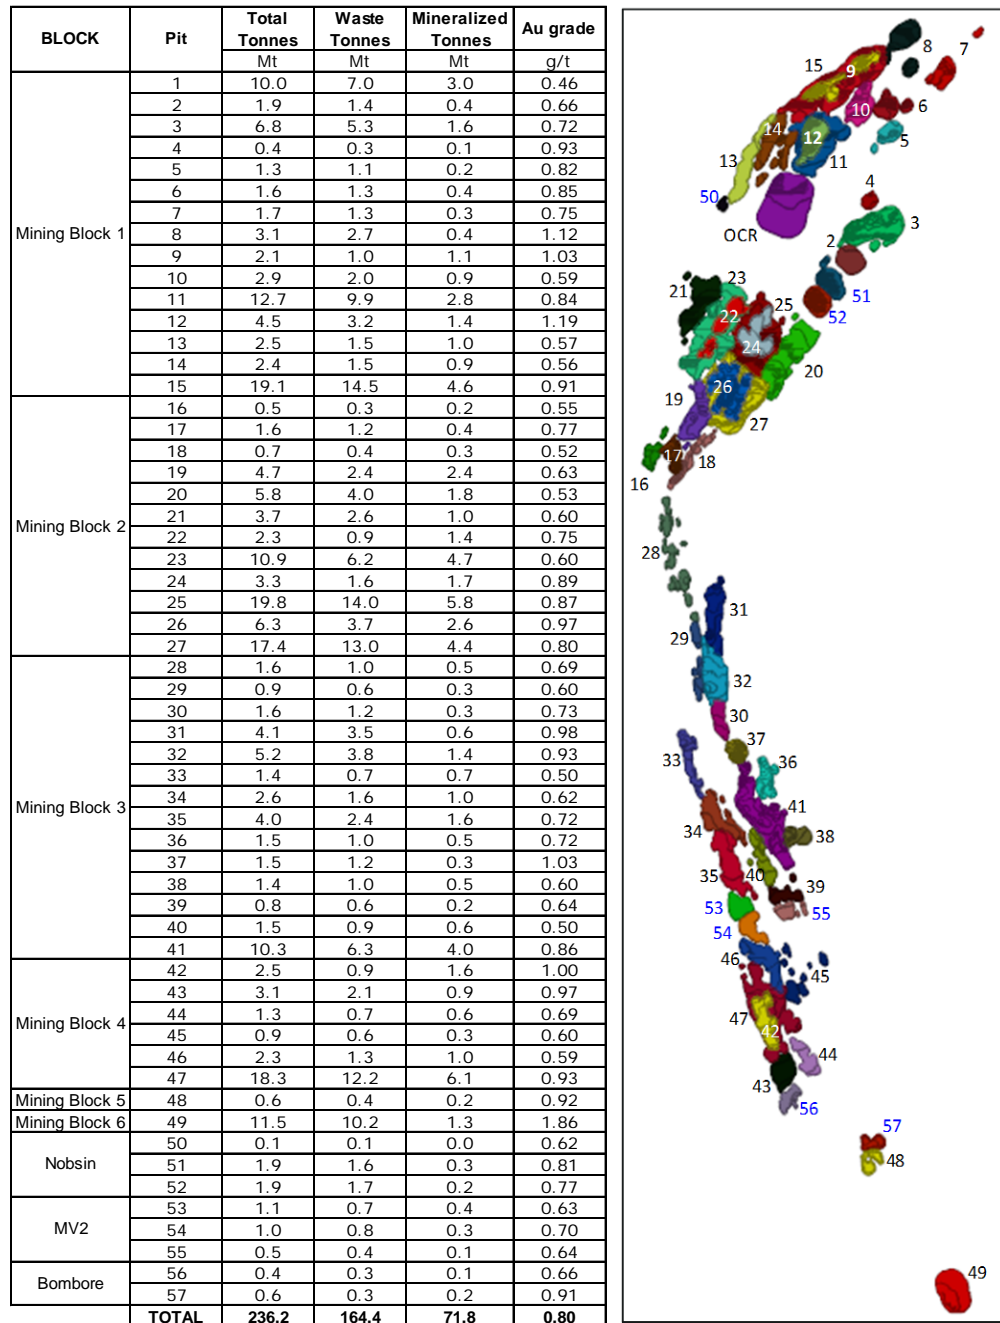 BLOCK Pit Total Tonnes Waste Tonnes Mineralized Tonnes Au grade
Mt Mt Mt g/t
Mining Block 1
1 10.0 7.0 3.0 0.46
2 1.9 1.4 0.4 0.66
3 6.8 5.3 1.6 0.72
4 0.4 0.3 0.1 0.93
5 1.3 1.1 0.2 0.82
6 1.6 1.3 0.4 0.85
7 1.7 1.3 0.3 0.75
8 3.1 2.7 0.4 1.12
9 2.1 1.0 1.1 1.03
10 2.9 2.0 0.9 0.59
11 12.7 9.9 2.8 0.84
12 4.5 3.2 1.4 1.19
13 2.5 1.5 1.0 0.57
14 2.4 1.5 0.9 0.56
15 19.1 14.5 4.6 0.91
Mining Block 2
16 0.5 0.3 0.2 0.55
17 1.6 1.2 0.4 0.77
18 0.7 0.4 0.3 0.52
19 4.7 2.4 2.4 0.63
20 5.8 4.0 1.8 0.53
21 3.7 2.6 1.0 0.60
22 2.3 0.9 1.4 0.75
23 10.9 6.2 4.7 0.60
24 3.3 1.6 1.7 0.89
25 19.8 14.0 5.8 0.87
26 6.3 3.7 2.6 0.97
27 17.4 13.0 4.4 0.80
Mining Block 3
28 1.6 1.0 0.5 0.69
29 0.9 0.6 0.3 0.60
30 1.6 1.2 0.3 0.73
31 4.1 3.5 0.6 0.98
32 5.2 3.8 1.4 0.93
33 1.4 0.7 0.7 0.50
34 2.6 1.6 1.0 0.62
35 4.0 2.4 1.6 0.72
36 1.5 1.0 0.5 0.72
37 1.5 1.2 0.3 1.03
38 1.4 1.0 0.5 0.60
39 0.8 0.6 0.2 0.64
40 1.5 0.9 0.6 0.50
41 10.3 6.3 4.0 0.86
Mining Block 4
42 2.5 0.9 1.6 1.00
43 3.1 2.1 0.9 0.97
44 1.3 0.7 0.6 0.69
45 0.9 0.6 0.3 0.60
46 2.3 1.3 1.0 0.59
47 18.3 12.2 6.1 0.93
Mining Block 5 48 0.6 0.4 0.2 0.92
Mining Block 6 49 11.5 10.2 1.3 1.86
Nobsin
50 0.1 0.1 0.0 0.62
51 1.9 1.6 0.3 0.81
52 1.9 1.7 0.2 0.77
MV2
53 1.1 0.7 0.4 0.63
54 1.0 0.8 0.3 0.70
55 0.5 0.4 0.1 0.64
Bombore
56 0.4 0.3 0.1 0.66
57 0.6 0.3 0.2 0.91
TOTAL 236.2 164.4 71.8 0.80
8
7
15
9
10
6
14
12
5
13
11
50
4
OCR
3
2
23
21
51
25
22
52
24
20
26
19
27
17
18
16
28
31
29
32
30
37
33
36
41
34
38
40
35
39
53
55
54
46
45
47
42
44
43
56
57
48
49